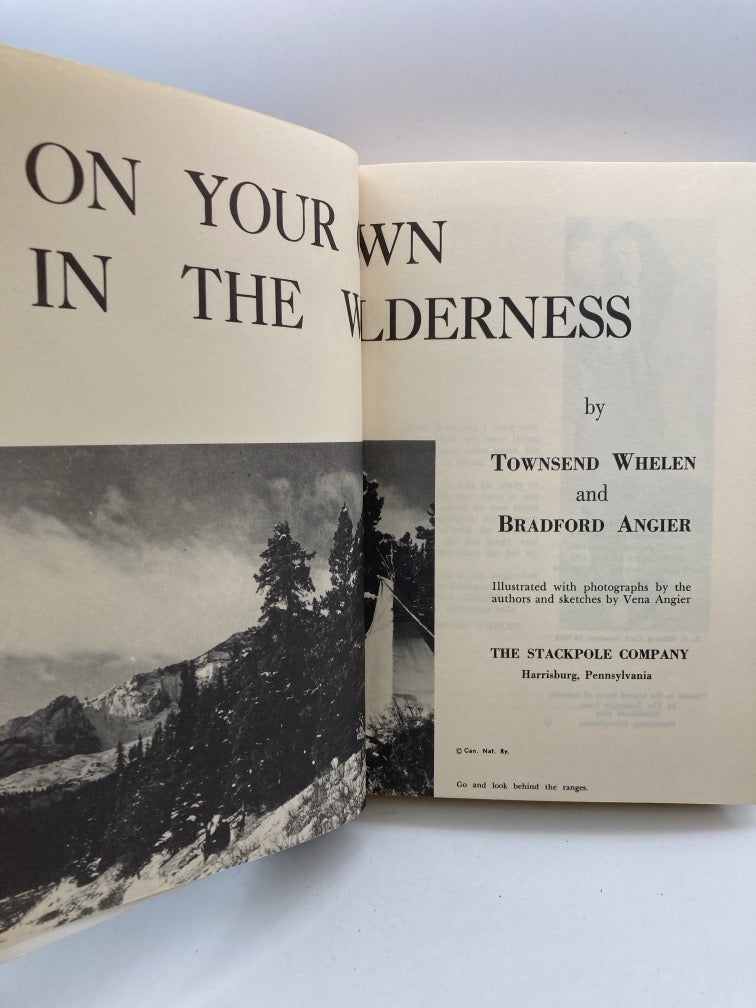 ON YOUR WN
IN THE W LDERNESS
by
TOWNSEND WHELEN
and
BRADFORD ANGIER
Illustrated with photographs by the
authors and sketches by Vena Angier
THE STACKPOLE COMPANY
Harrisburg, Pennsylvania
© Can. Nat. Ry.
Go and look behind the ranges.